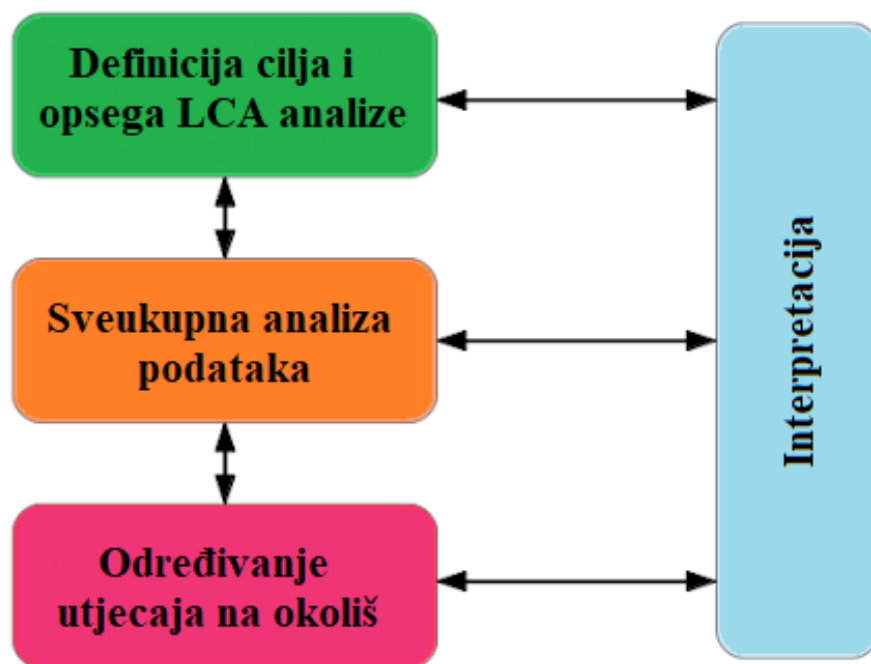 Definicija cilja i
opsega LCA analize
Sveukupna analiza
podataka
Određivanje
utjecaja na okoliš
Interpretacija